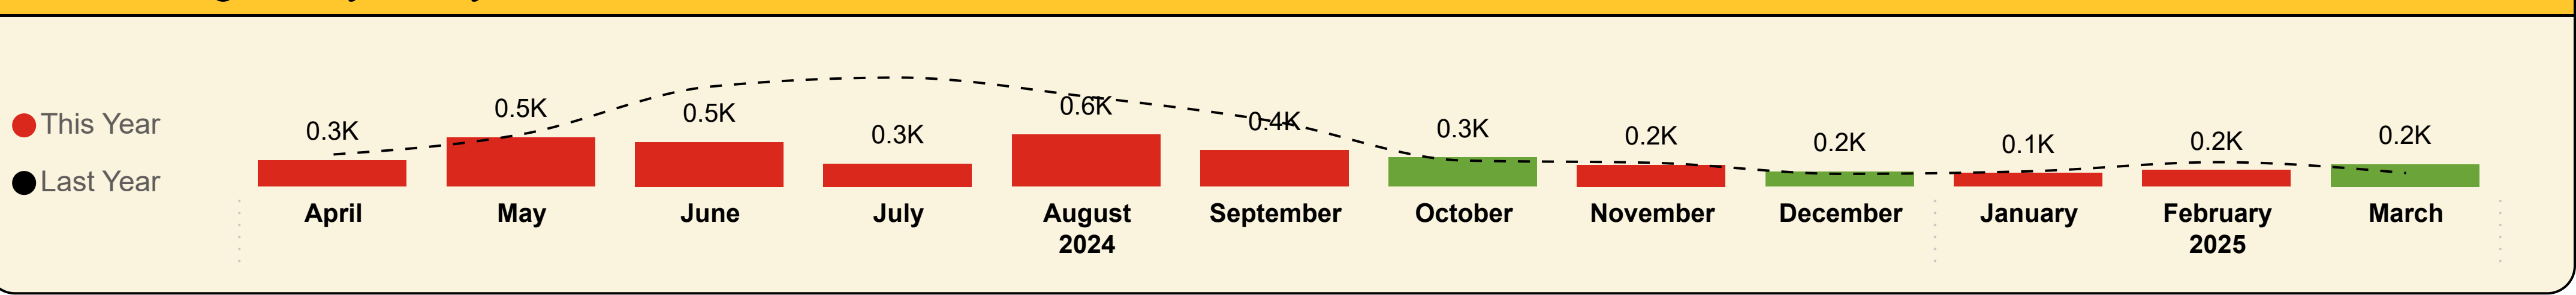 This Year
Last Year
0.3K
0.5K
0.5K
0.3K
0.6K
0.4K
0.3K
0.2K
0.2K
0.1K
0.2K
0.2K
April
May
June
July
August
September
October
November
December
January
February
March
2024
2025